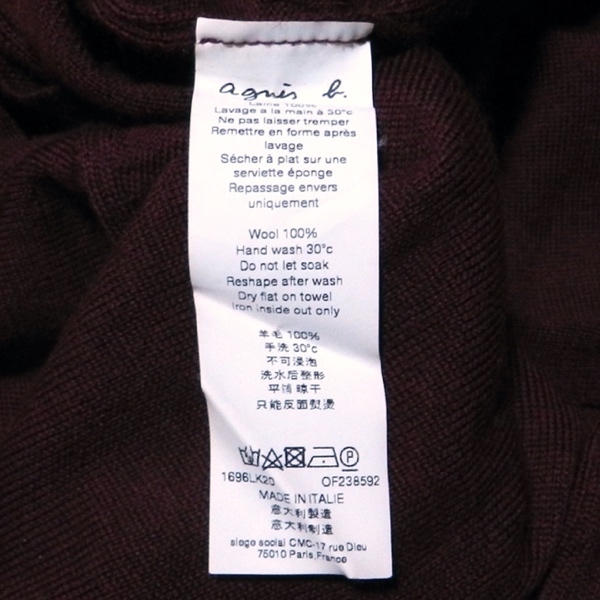 agnès b.
Laine 100%
Lavage à la main à 30°c
Ne pas laisser tremper
Remettre en forme après
lavage
Sécher à plat sur une
serviette éponge
Repassage envers
uniquement
Wool 100%
Hand wash 30°c
Do not let soak
Reshape after wash
Dry flat on towel
Iron inside out only
羊毛 100%
手洗 30°c
不可浸泡
洗水后整形
平铺晾干
只能反面熨烫
P
1696LK20 OF238592
MADE IN ITALIE
意大利製造
意大利制造
siege social CMC-17 rue Dieu
75010 Paris,France